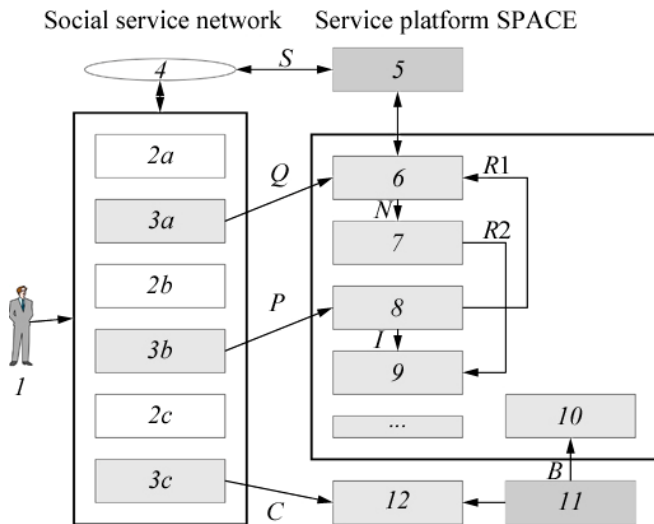 Social service network
Service platform SPACE
4
S
5
2a
Q
6
R1
3a
N
7
R2
2b
P
8
3b
I
9
1
2c
...
10
3c
B
C
12
11